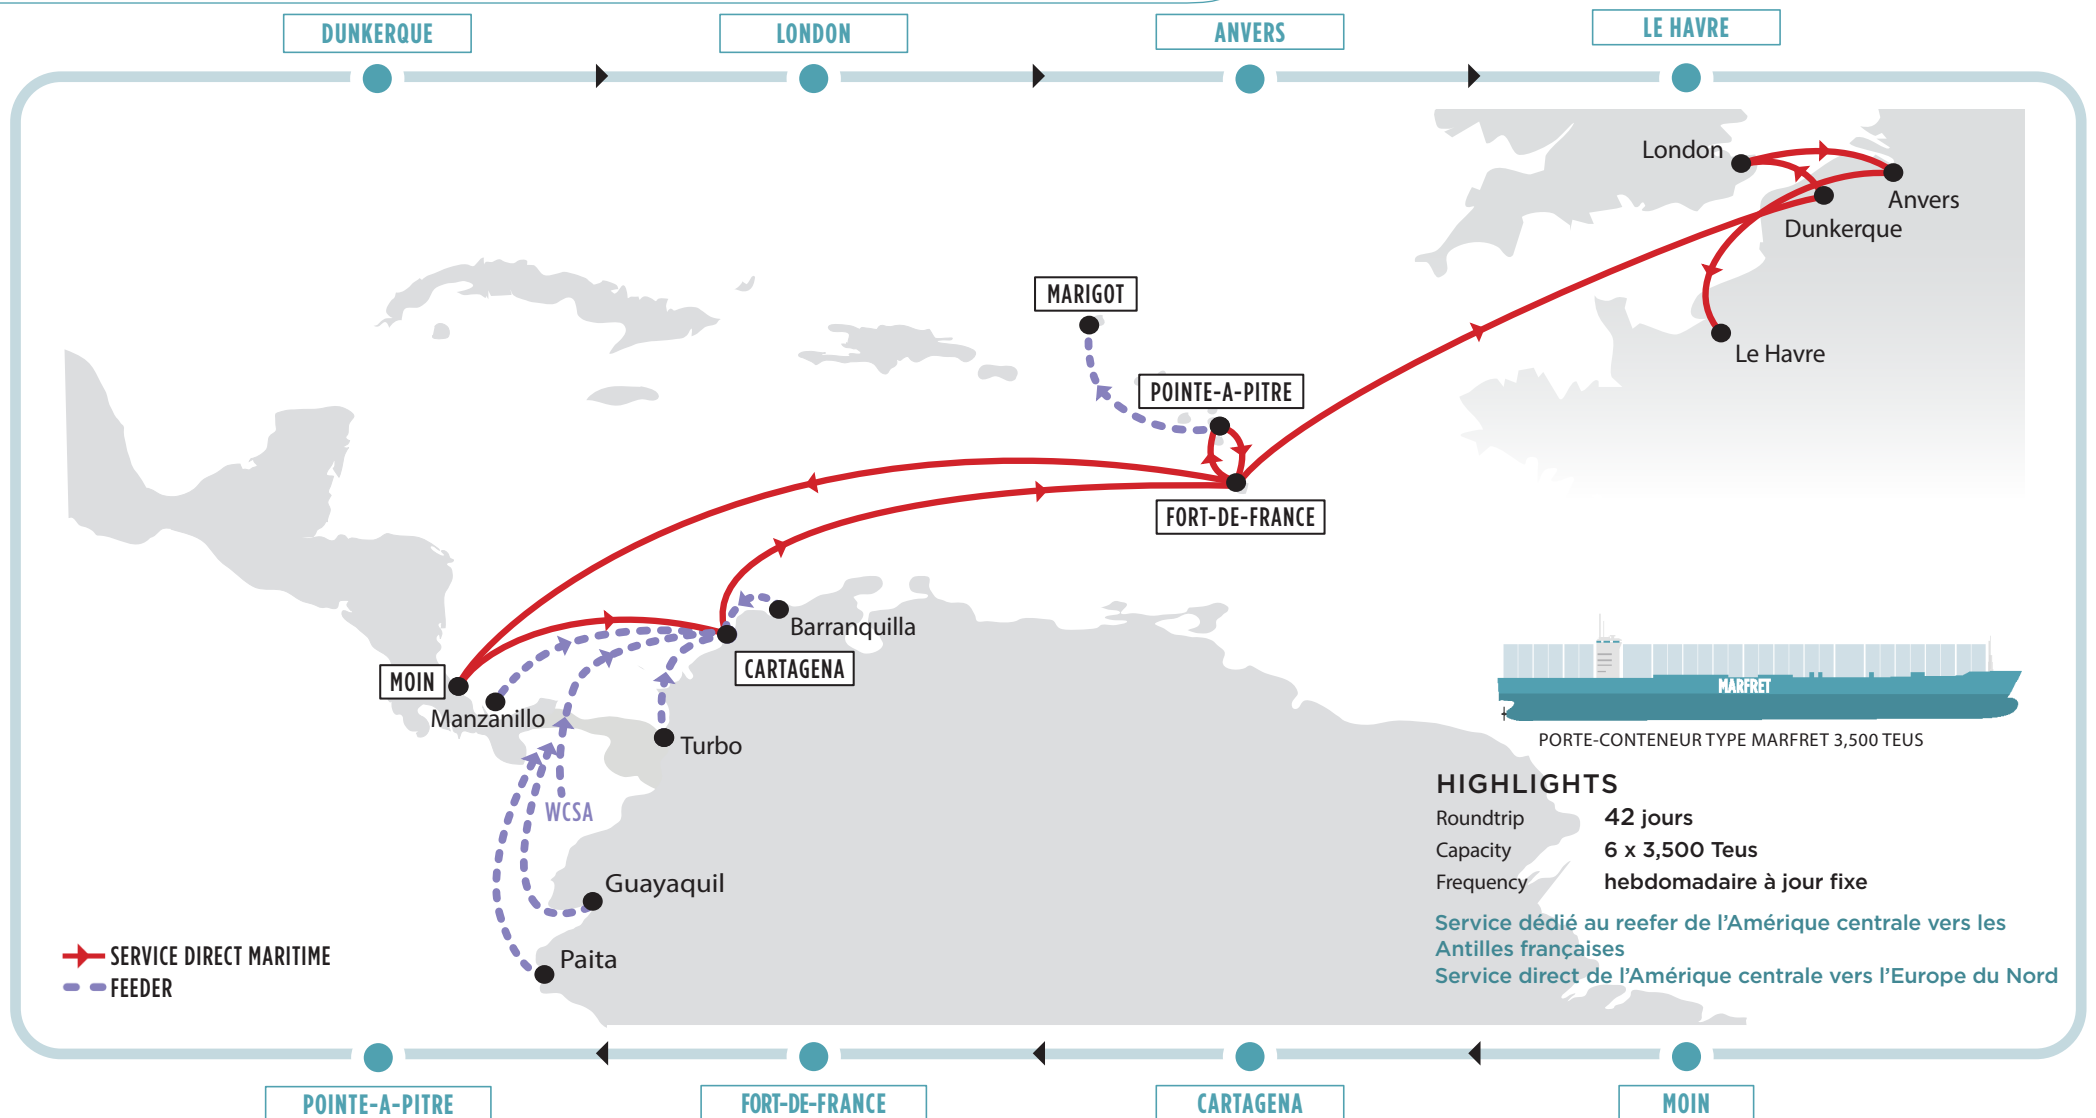 DUNKERQUE
LONDON
ANVERS
LE HAVRE
London
Anvers
Dunkerque
Le Havre
MARIGOT
POINTE-A-PITRE
FORT-DE-FRANCE
Barranquilla
CARTAGENA
MOIN
Manzanillo
Turbo
WCSA
Guayaquil
Paita
SERVICE DIRECT MARITIME
FEEDER
MARFRET
PORTE-CONTENEUR TYPE MARFRET 3,500 TEUS
HIGHLIGHTS
Roundtrip 42 jours
Capacity 6 x 3,500 Teus
Frequency hebdomadaire à jour fixe
Service dédié au reefer de l'Amérique centrale vers les
Antilles françaises
Service direct de l'Amérique centrale vers l'Europe du Nord
POINTE-A-PITRE
FORT-DE-FRANCE
CARTAGENA
MOIN